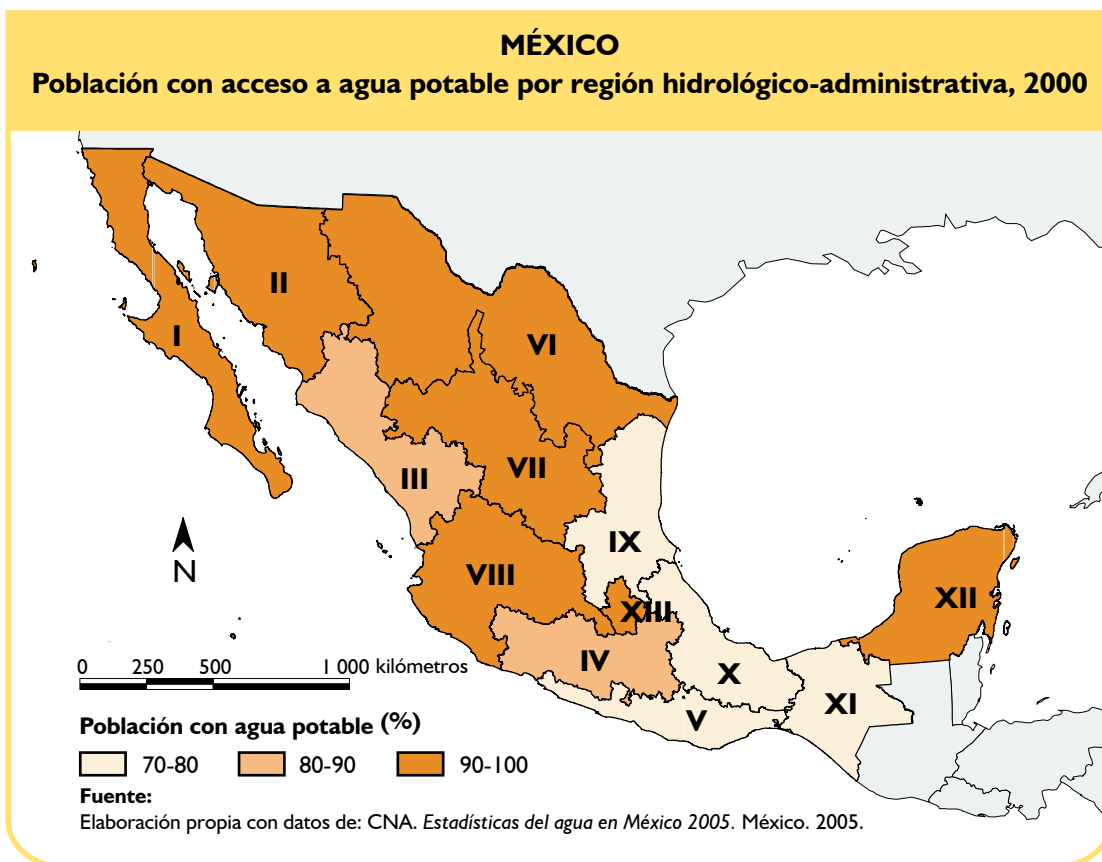 MÉXICO
Población con acceso a agua potable por región hidrológico-administrativa, 2000
II
I
VI
III
VII
IX
N
VIII
XIII
XII
IV
X
XI
V
0 250 500 1 000 kilómetros
Población con agua potable (%)
70-80 80-90 90-100
Fuente:
Elaboración propia con datos de: CNA. Estadísticas del agua en México 2005. México. 2005.